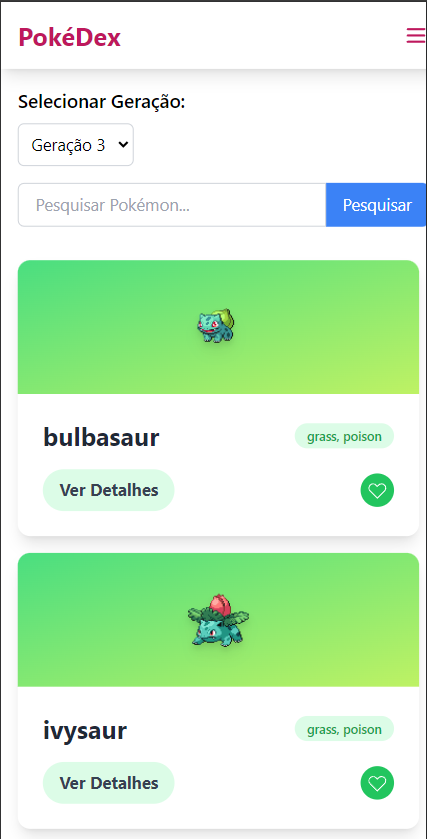 PokéDex
Selecionar Geração:
Geração 3
Pesquisar Pokémon...
Pesquisar
bulbasaur
grass, poison
Ver Detalhes
ivysaur
grass, poison
Ver Detalhes